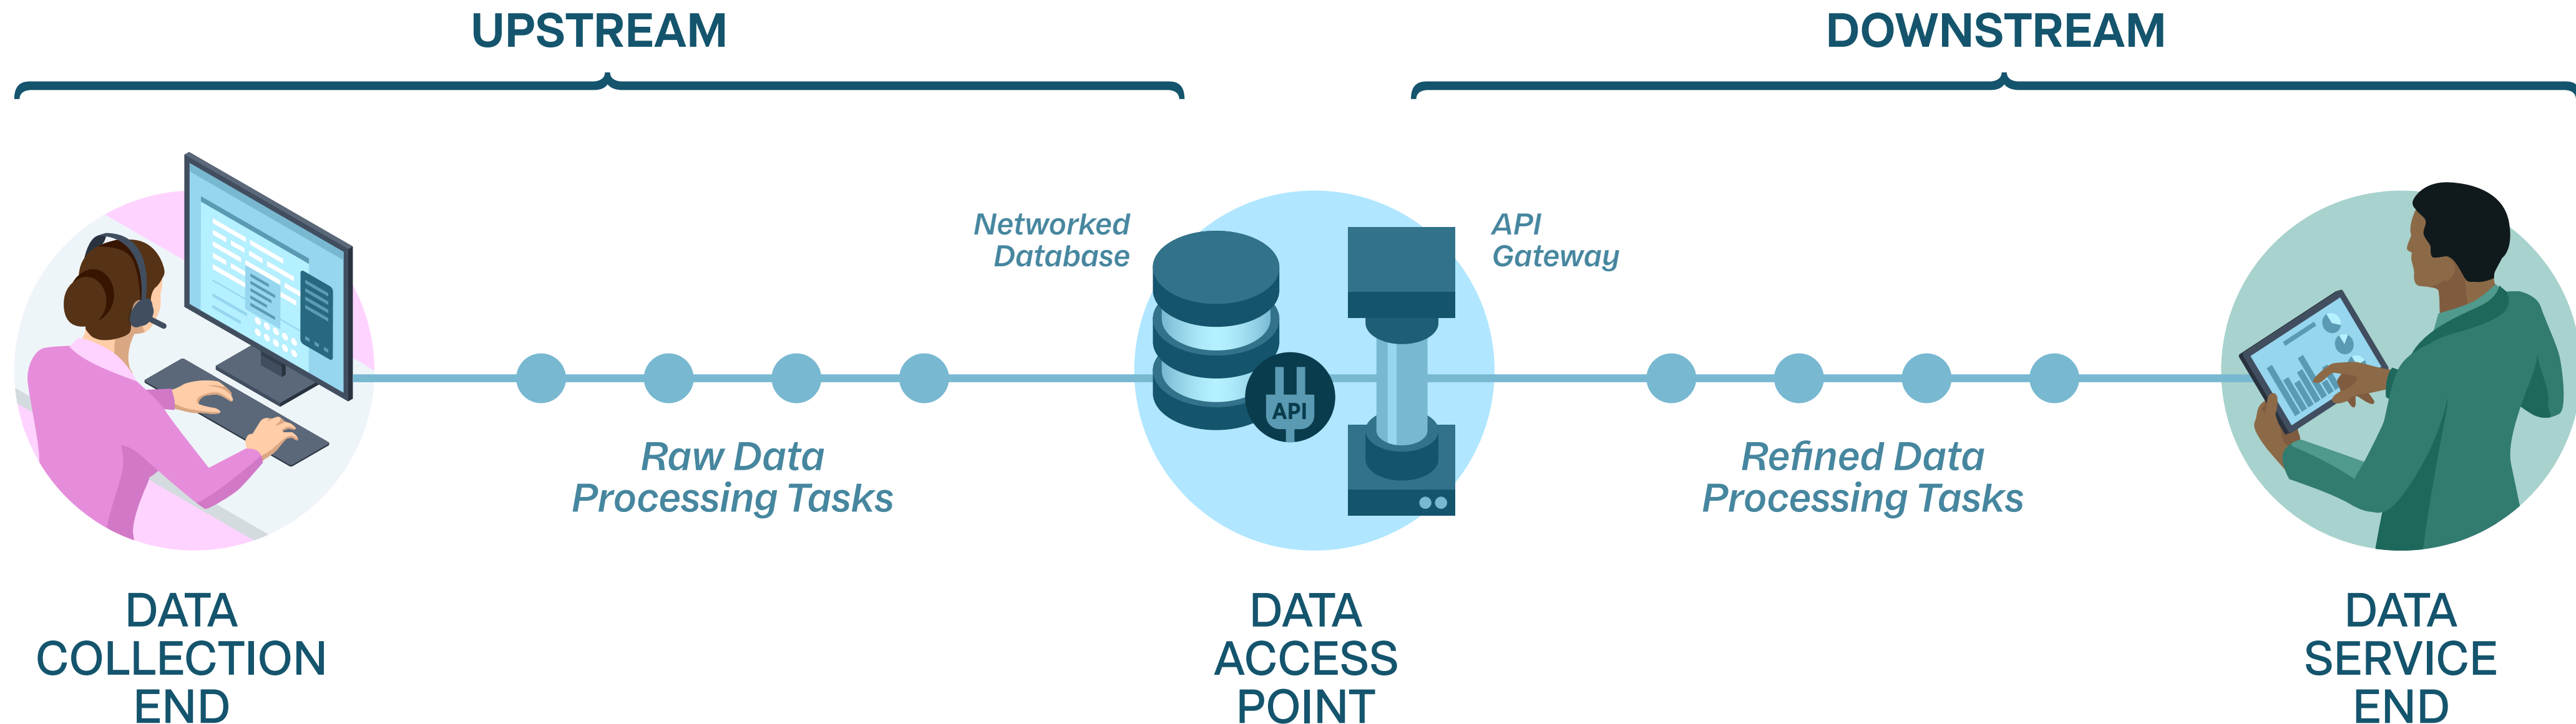 UPSTREAM
DOWNSTREAM
Networked
Database
API
Gateway
API
Raw Data
Processing Tasks
Refined Data
Processing Tasks
DATA
COLLECTION
END
DATA
ACCESS
POINT
DATA
SERVICE
END